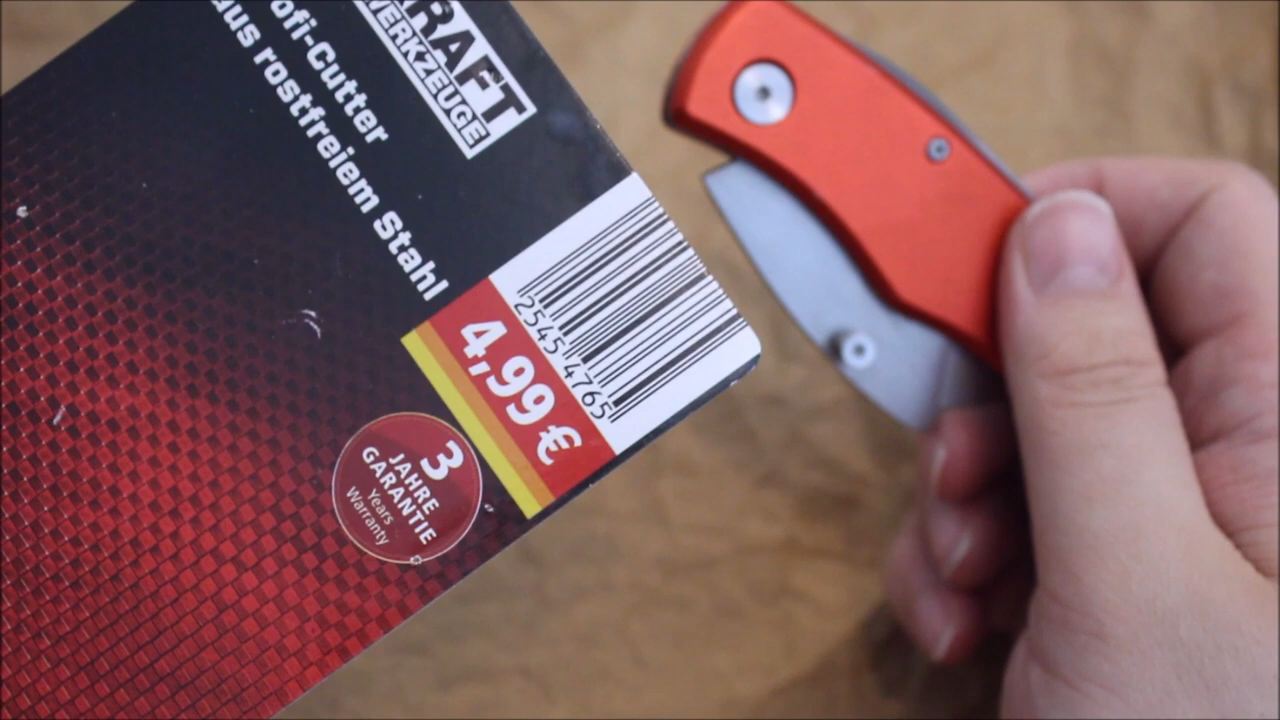 RAFT
WERKZEUGE
ofi-Cutter
aus rostfreiem Stahl
2545 4765
4,99 €
3
JAHRE
GARANTIE
Years
Warranty